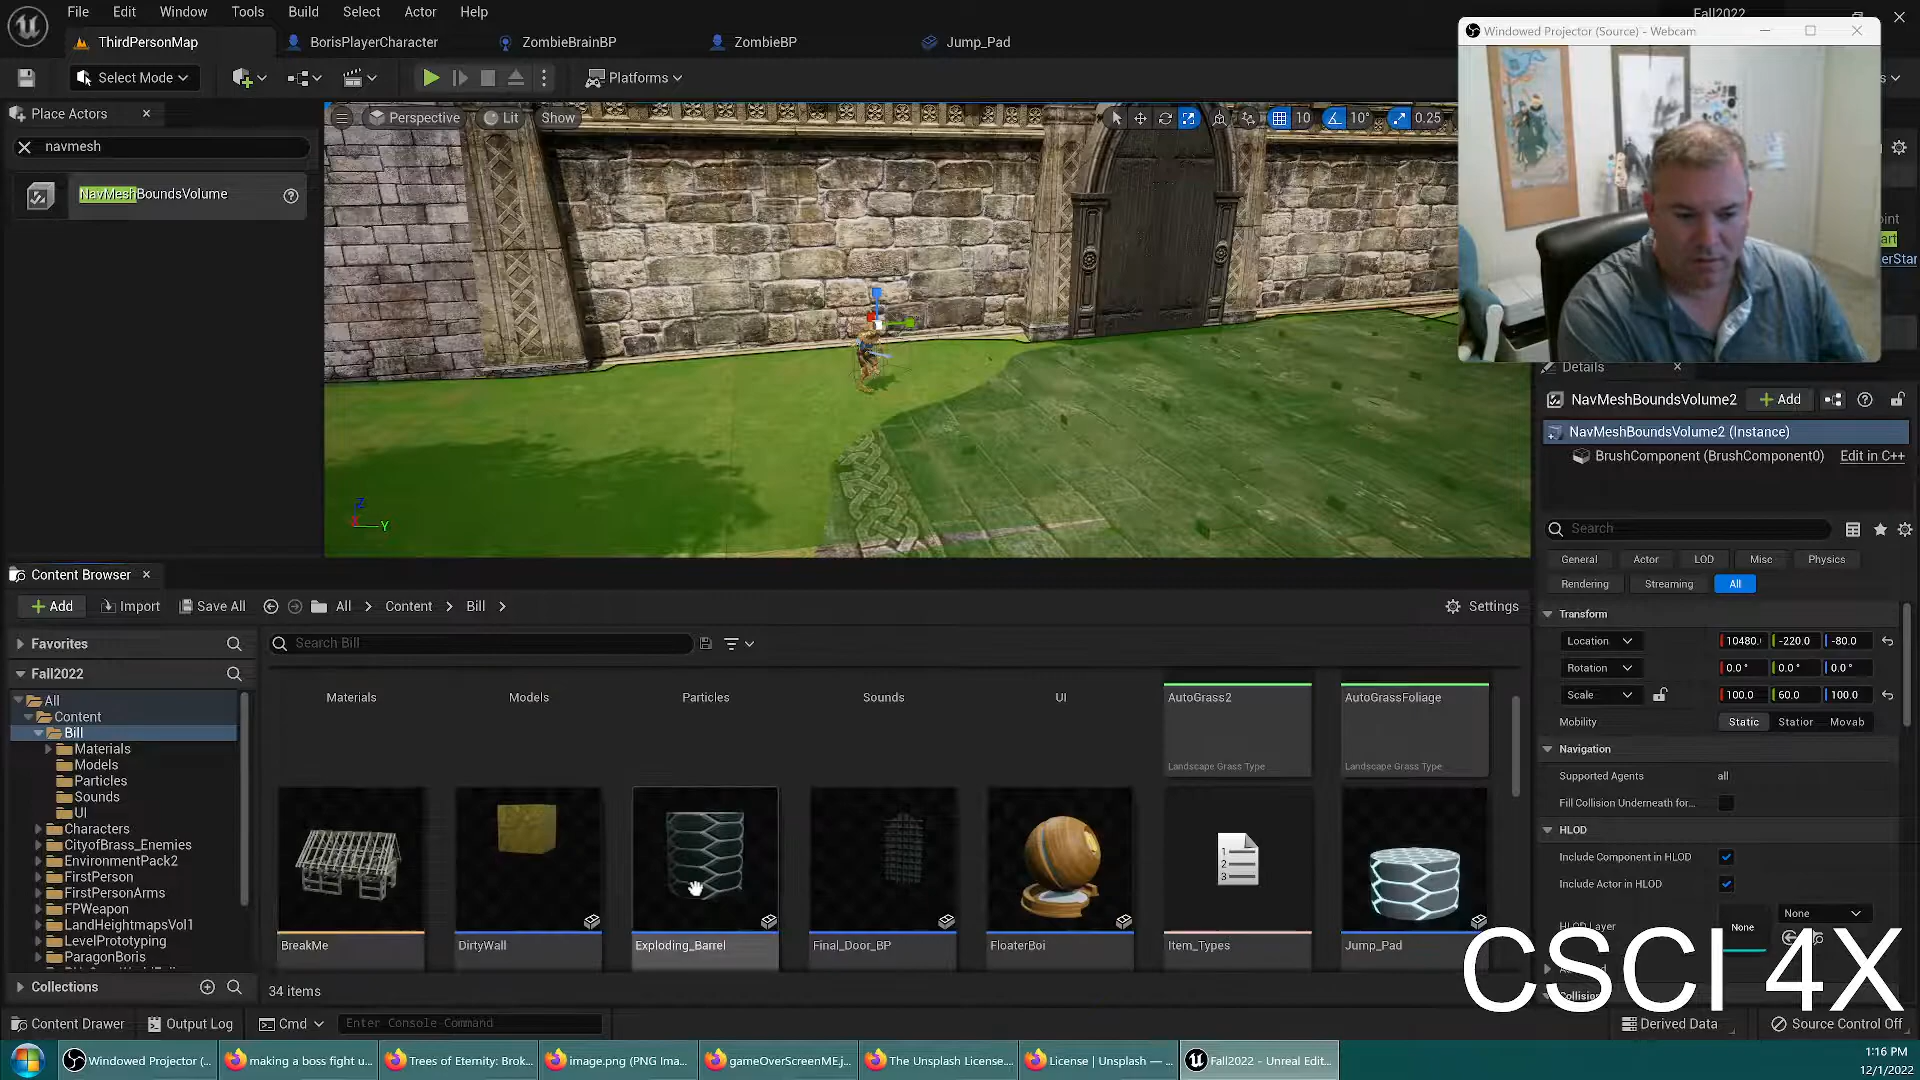 File Edit Window Tools Build Select Actor Help
Fall2022
Windowed Projector (Source) - Webcam
ThirdPersonMap BorisPlayerCharacter ZombieBrainBP ZombieBP Jump_Pad
Select Mode Platforms
Place Actors
navmesh
NavMeshBoundsVolume
Perspective Lit Show 10 10° 0.25
Z
X Y
Details
NavMeshBoundsVolume2 Add
NavMeshBoundsVolume2 (Instance)
BrushComponent (BrushComponent0) Edit in C++
Search
General Actor LOD Misc Physics
Rendering Streaming All
Transform
Location 10480. -220.0 -80.0
Rotation 0.0° 0.0° 0.0°
Scale 100.0 60.0 100.0
Mobility Static Station Movab
Navigation
Supported Agents all
Fill Collision Underneath for...
HLOD
Include Component in HLOD
Include Actor in HLOD
HLOD Layer None None
Collision
Content Browser
Add Import Save All All Content Bill Settings
Favorites
Search Bill
Fall2022
All
Content
Bill
Materials
Models
Particles
Sounds
UI
Characters
CityofBrass_Enemies
EnvironmentPack2
FirstPerson
FirstPersonArms
FPWeapon
LandHeightmapsVol1
LevelPrototyping
ParagonBoris
Collections
Materials Models Particles Sounds UI AutoGrass2 AutoGrassFoliage
Landscape Grass Type Landscape Grass Type
BreakMe DirtyWall Exploding_Barrel Final_Door_BP FloaterBoi Item_Types Jump_Pad
34 items
CSCI 4X
Content Drawer Output Log Cmd Enter Console Command Derived Data Source Control Off
Windowed Projector (... making a boss fight u... Trees of Eternity: Brok... image.png (PNG Ima... gameOverScreenME.j... The Unsplash License... License | Unsplash — ... Fall2022 - Unreal Edit...
1:16 PM
12/1/2022